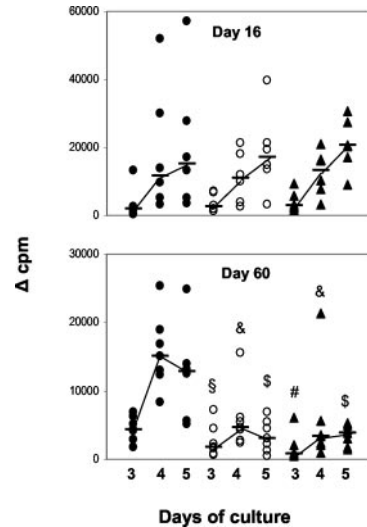 60000
Day 16
40000
20000
0
Δ cpm
30000
Day 60
&
20000
&
§
$
10000
#
$
0
3 4 5 3 4 5 3 4 5
Days of culture